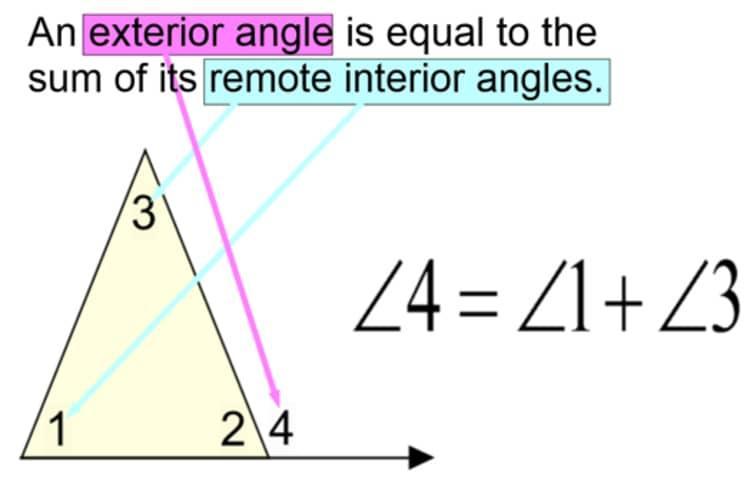 An exterior angle is equal to the
sum of its remote interior angles.
3
∠4 = ∠1 + ∠3
1 2 4